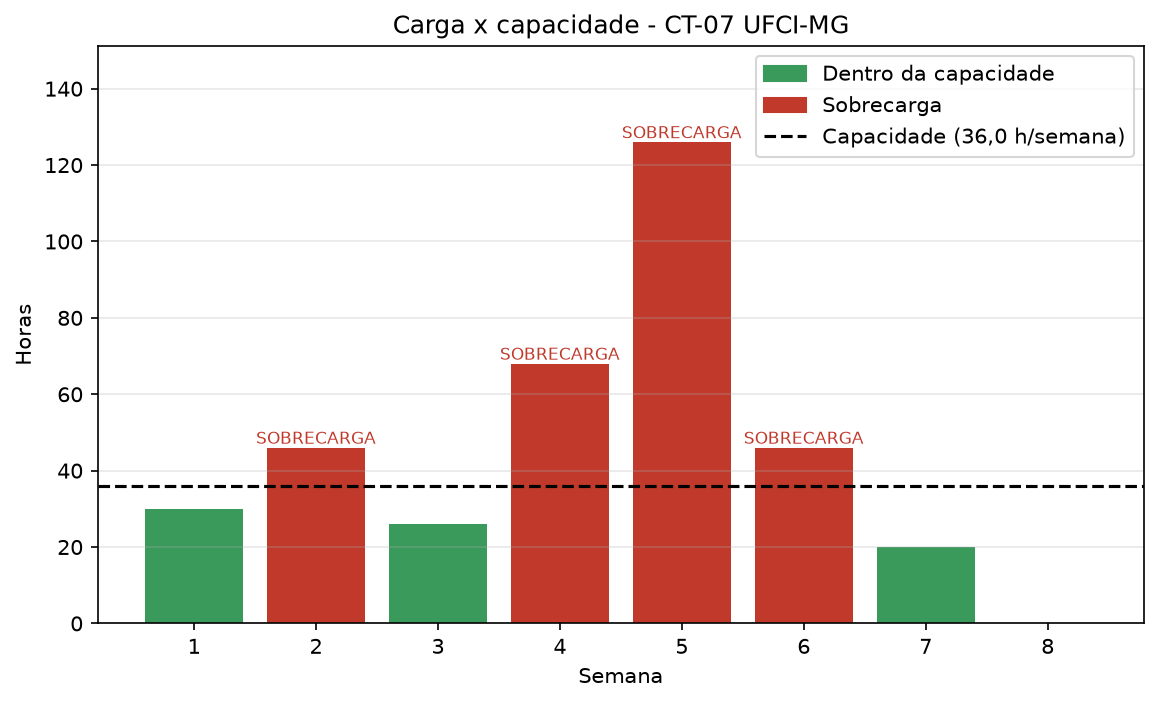 Carga x capacidade - CT-07 UFCI-MG
Dentro da capacidade
Sobrecarga
Capacidade (36,0 h/semana)
Horas
140
120
100
80
60
40
20
0
SOBRECARGA
SOBRECARGA
SOBRECARGA
SOBRECARGA
1 2 3 4 5 6 7 8
Semana